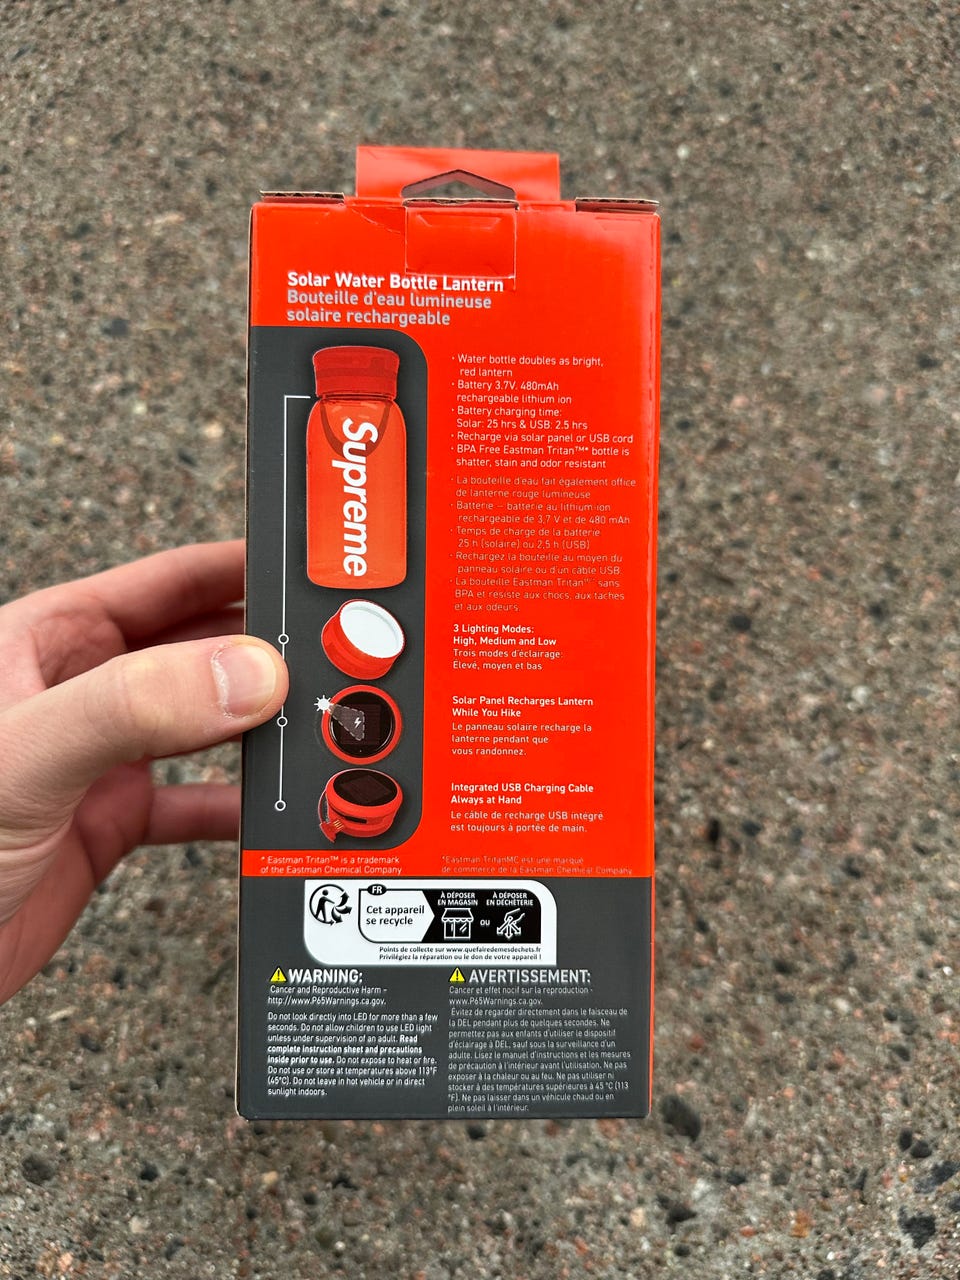 Solar Water Bottle Lantern
Bouteille d'eau lumineuse
solaire rechargeable
Supreme
· Water bottle doubles as bright,
red lantern
· Battery 3.7V. 480mAh
rechargeable lithium ion
· Battery charging time:
Solar: 25 hrs & USB: 2.5 hrs
· Recharge via solar panel or USB cord
· BPA Free Eastman Tritan™* bottle is
shatter, stain and odor resistant
· La bouteille d'eau fait également office
de lanterne rouge lumineuse
· Batterie – batterie au lithium-ion
rechargeable de 3,7 V et de 480 mAh
· Temps de charge de la batterie
25 h (solaire) ou 2,5 h (USB)
· Rechargez la bouteille au moyen du
panneau solaire ou d'un câble USB
· La bouteille Eastman Tritan™* sans
BPA et résiste aux chocs, aux taches
et aux odeurs.
3 Lighting Modes:
High, Medium and Low
Trois modes d'éclairage:
Élevé, moyen et bas
Solar Panel Recharges Lantern
While You Hike
Le panneau solaire recharge la
lanterne pendant que
vous randonnez.
Integrated USB Charging Cable
Always at Hand
Le câble de recharge USB intégré
est toujours à portée de main.
* Eastman Tritan™ is a trademark
of the Eastman Chemical Company
*Eastman TritanMC est une marque
de commerce de la Eastman Chemical Company
FR
Cet appareil
se recycle
À DÉPOSER
EN MAGASIN
OU
À DÉPOSER
EN DÉCHÈTERIE
Points de collecte sur www.quefairedemesdechets.fr
Privilégiez la réparation ou le don de votre appareil !
WARNING:
Cancer and Reproductive Harm –
http://www.P65Warnings.ca.gov.
Do not look directly into LED for more than a few
seconds. Do not allow children to use LED light
unless under supervision of an adult. Read
complete instruction sheet and precautions
inside prior to use. Do not expose to heat or fire.
Do not use or store at temperatures above 113°F
(45°C). Do not leave in hot vehicle or in direct
sunlight indoors.
AVERTISSEMENT:
Cancer et effet nocif sur la reproduction -
www.P65Warnings.ca.gov.
Évitez de regarder directement dans le faisceau de
la DEL pendant plus de quelques secondes. Ne
permettez pas aux enfants d'utiliser le dispositif
d'éclairage à DEL, sauf sous la surveillance d'un
adulte. Lisez le manuel d'instructions et les mesures
de précaution à l'intérieur avant l'utilisation. Ne pas
exposer à la chaleur ou au feu. Ne pas utiliser ni
stocker à des températures supérieures à 45 °C (113
°F). Ne pas laisser dans un véhicule chaud ou en
plein soleil à l'intérieur.